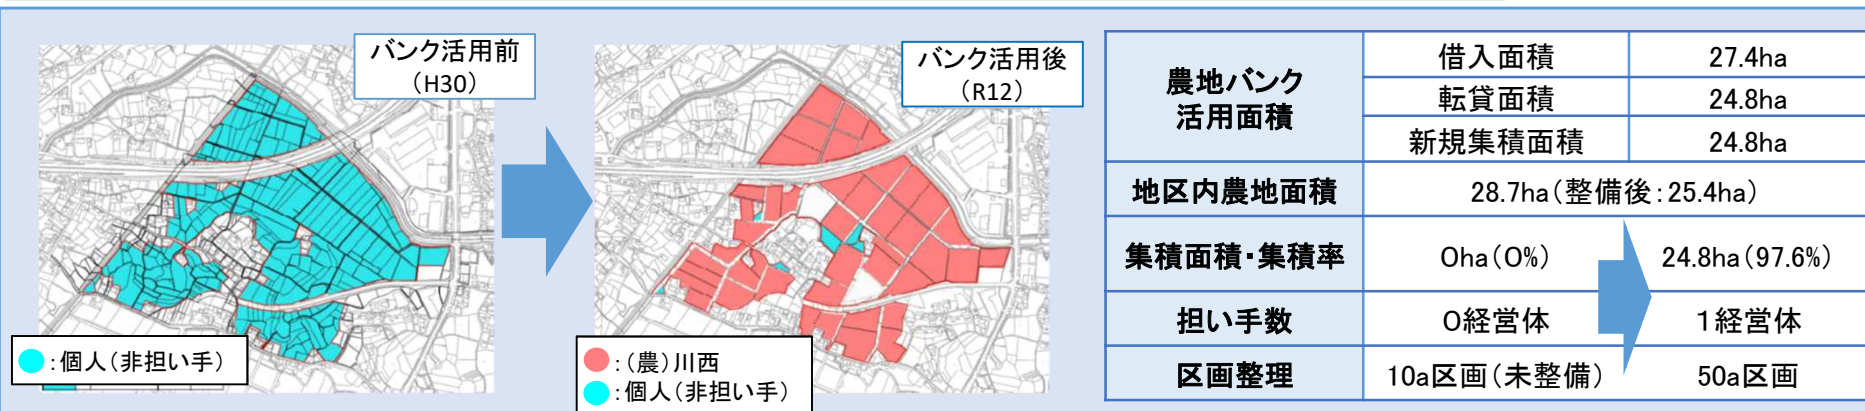 バンク活用前
(H30)
:個人(非担い手)
バンク活用後
(R12)
:(農)川西
:個人(非担い手)
農地バンク
活用面積
借入面積 27.4ha
転貸面積 24.8ha
新規集積面積 24.8ha
地区内農地面積 28.7ha(整備後:25.4ha)
集積面積・集積率 0ha(0%) 24.8ha(97.6%)
担い手数 0経営体 1経営体
区画整理 10a区画(未整備) 50a区画